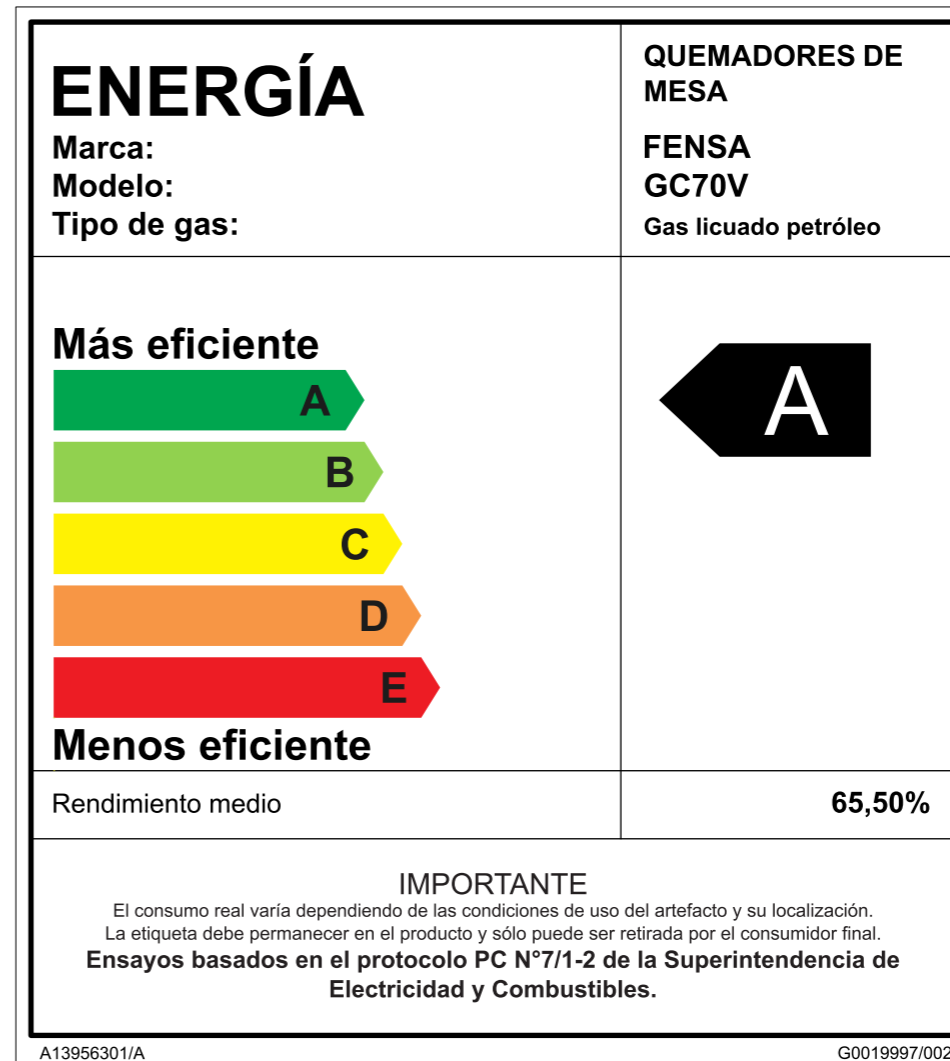 ENERGÍA
QUEMADORES DE
MESA
Marca:
FENSA
Modelo:
GC70V
Tipo de gas:
Gas licuado petróleo
Más eficiente
A
A
B
C
D
E
Menos eficiente
Rendimiento medio
65,50%
IMPORTANTE
El consumo real varía dependiendo de las condiciones de uso del artefacto y su localización.
La etiqueta debe permanecer en el producto y sólo puede ser retirada por el consumidor final.
Ensayos basados en el protocolo PC N°7/1-2 de la Superintendencia de
Electricidad y Combustibles.
A13956301/A
G0019997/002